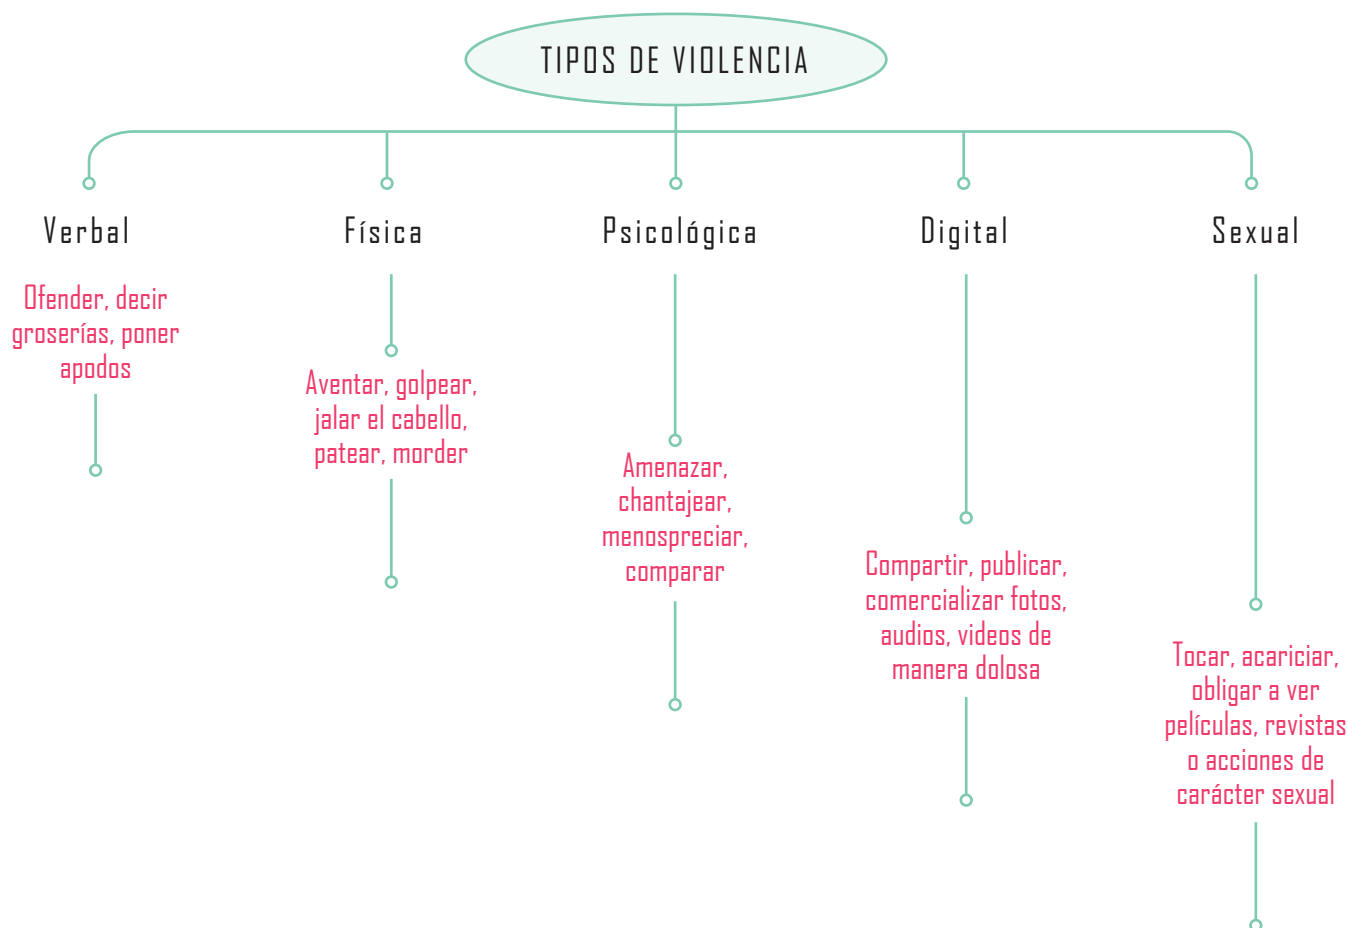 TIPOS DE VIOLENCIA
Verbal
Física
Psicológica
Digital
Sexual
Ofender, decir
groserías, poner
apodos
Aventar, golpear,
jalar el cabello,
patear, morder
Amenazar,
chantajear,
menospreciar,
comparar
Compartir, publicar,
comercializar fotos,
audios, videos de
manera dolosa
Tocar, acariciar,
obligar a ver
películas, revistas
o acciones de
carácter sexual